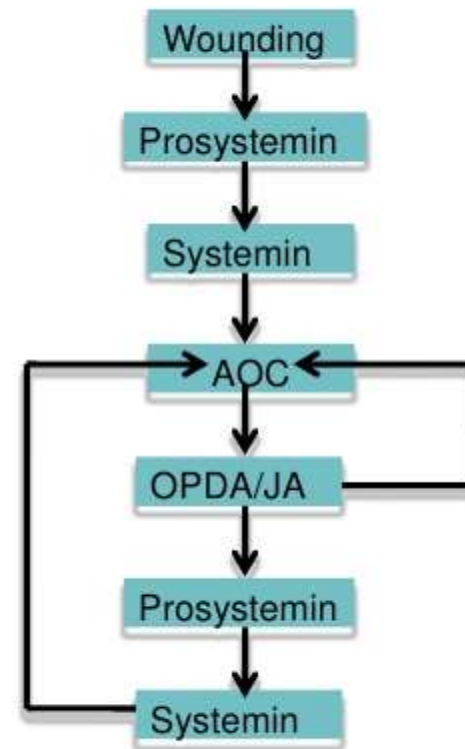 Wounding
Prosystemin
Systemin
AOC
OPDA/JA
Prosystemin
Systemin